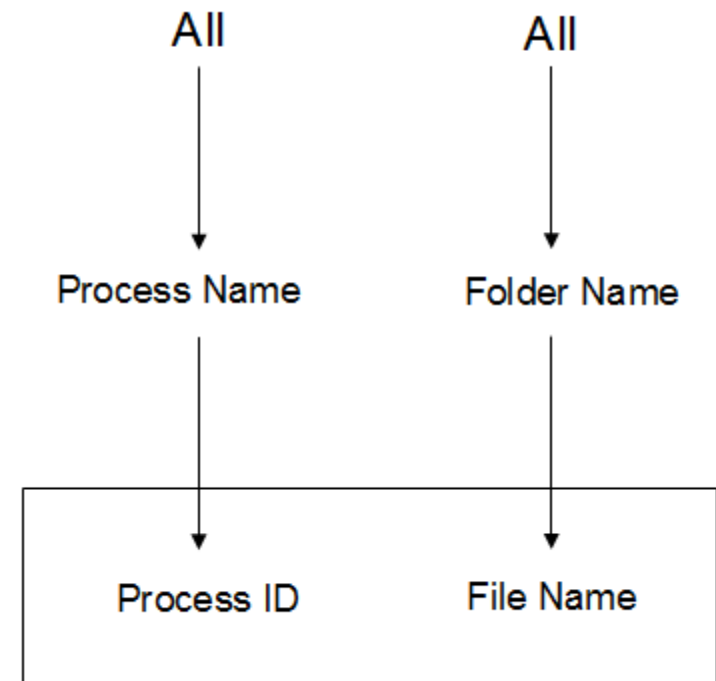 All
All
Process Name
Folder Name
Process ID
File Name